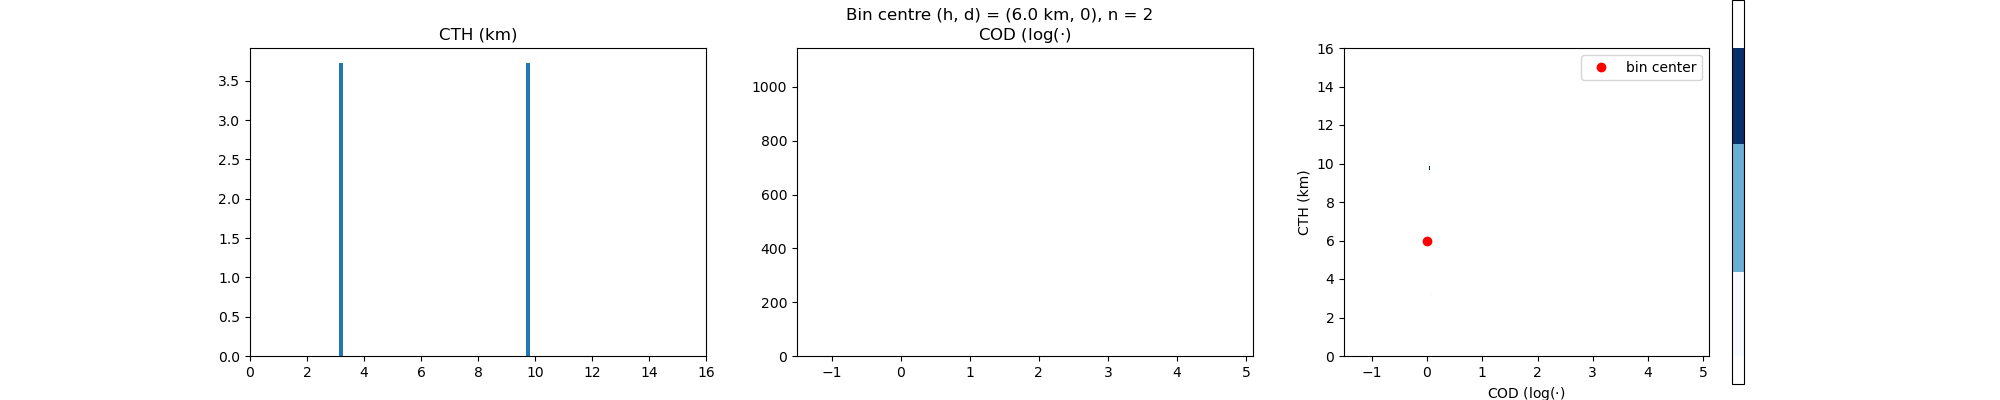 Bin centre (h, d) = (6.0 km, 0), n = 2
CTH (km)
3.5
3.0
2.5
2.0
1.5
1.0
0.5
0.0
0 2 4 6 8 10 12 14 16
COD (log(·)
1000
800
600
400
200
0
−1 0 1 2 3 4 5
bin center
CTH (km)
16
14
12
10
8
6
4
2
0
−1 0 1 2 3 4 5
COD (log(·)